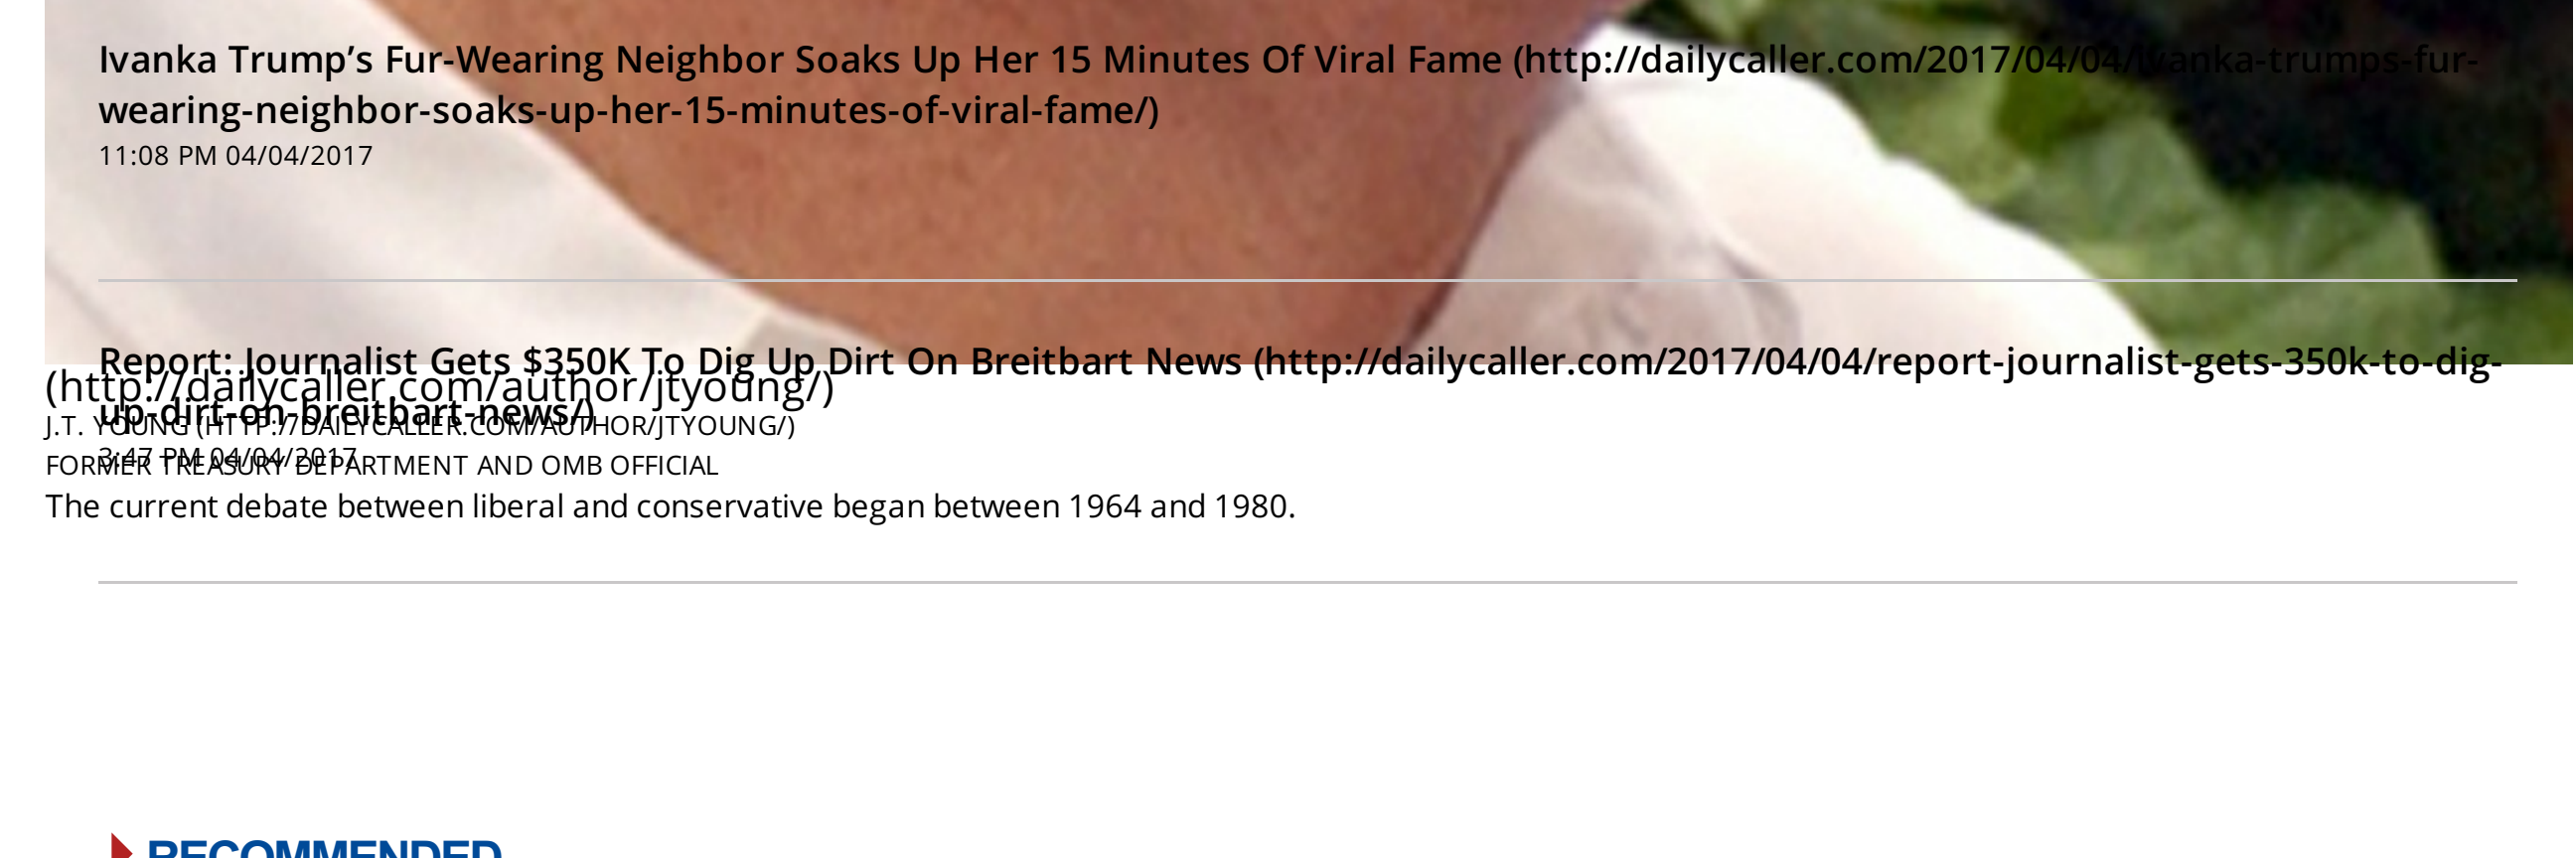 Ivanka Trump’s Fur-Wearing Neighbor Soaks Up Her 15 Minutes Of Viral Fame (http://dailycaller.com/2017/04/04/ivanka-trumps-fur-
wearing-neighbor-soaks-up-her-15-minutes-of-viral-fame/)
11:08 PM 04/04/2017
Report: Journalist Gets $350K To Dig Up Dirt On Breitbart News (http://dailycaller.com/2017/04/04/report-journalist-gets-350k-to-dig-
(http://dailycaller.com/author/jtyoung/)
up-dirt-on-breitbart-news/)
J.T. YOUNG (HTTP://DAILYCALLER.COM/AUTHOR/JTYOUNG/)
3:47 PM 04/04/2017
FORMER TREASURY DEPARTMENT AND OMB OFFICIAL
The current debate between liberal and conservative began between 1964 and 1980.
RECOMMENDED